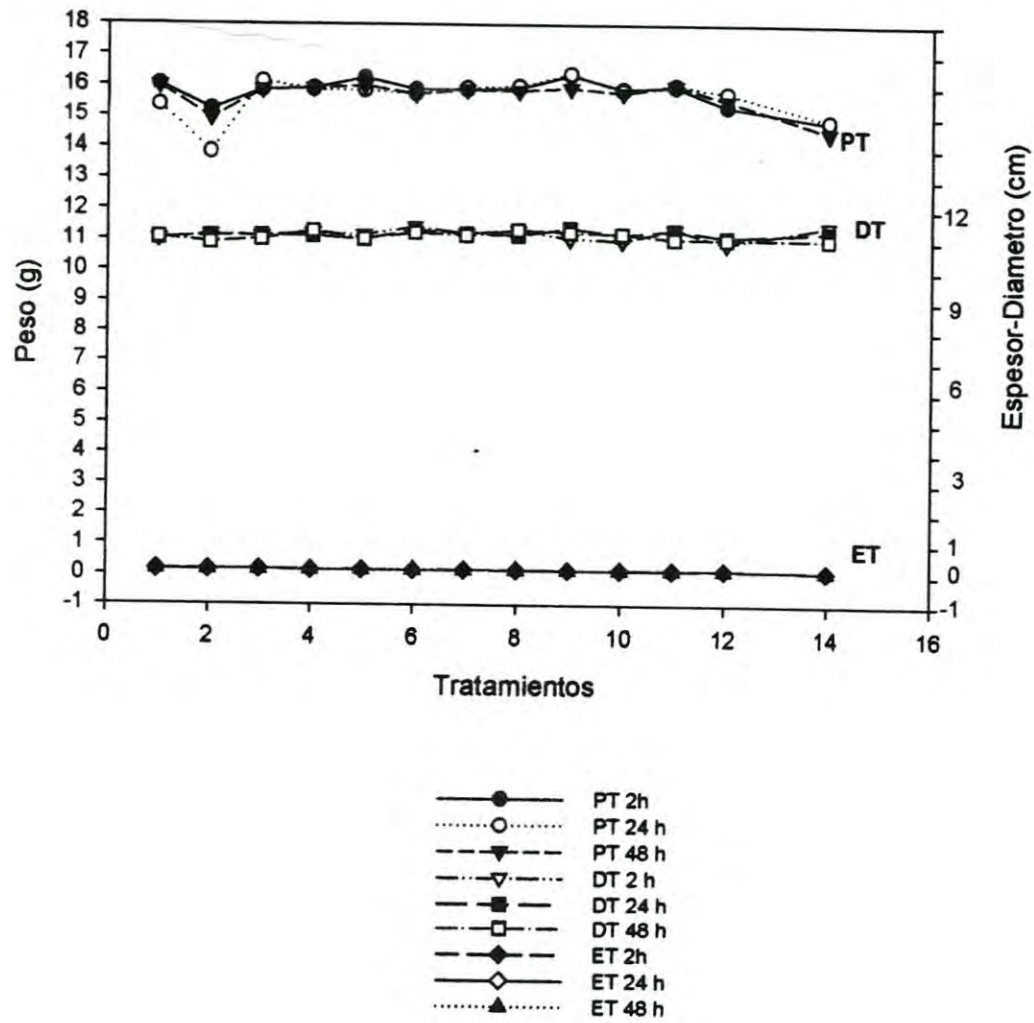 18
17
16
15
14
13
12
11
10
9
8
7
6
5
4
3
2
1
0
-1
Peso (g)
PT
DT
ET
12
9
6
3
1
0
-1
Espesor-Diametro (cm)
0 2 4 6 8 10 12 14 16
Tratamientos
PT 2h
PT 24 h
PT 48 h
DT 2 h
DT 24 h
DT 48 h
ET 2h
ET 24 h
ET 48 h